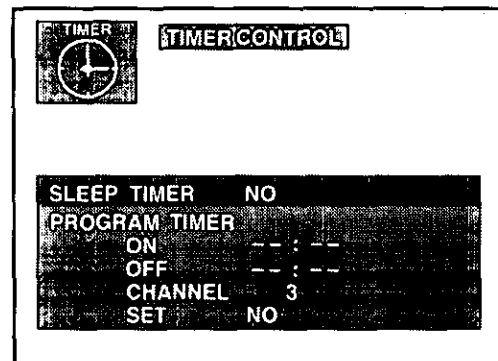 TIMER
TIMER CONTROL
SLEEP TIMER NO
PROGRAM TIMER
ON -- : --
OFF -- : --
CHANNEL 3
SET NO